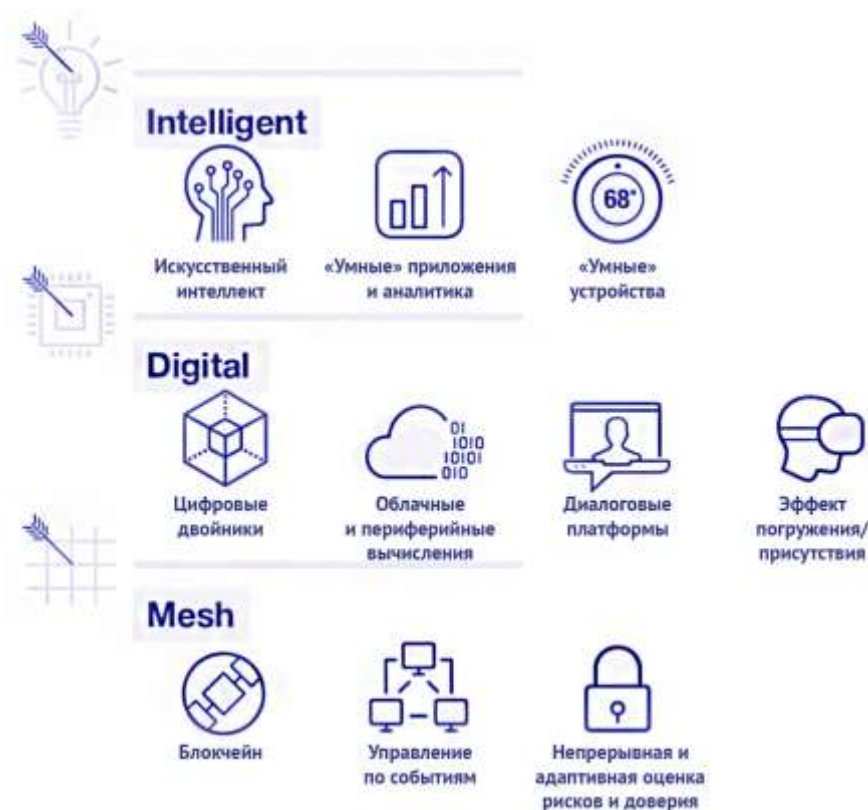 Intelligent
68°
Искусственный
интеллект
«Умные» приложения
и аналитика
«Умные»
устройства
Digital
01
1010
10101
010
Цифровые
двойники
Облачные
и периферийные
вычисления
Диалоговые
платформы
Эффект
погружения/
присутствия
Mesh
Блокчейн
Управление
по событиям
Непрерывная и
адаптивная оценка
рисков и доверия